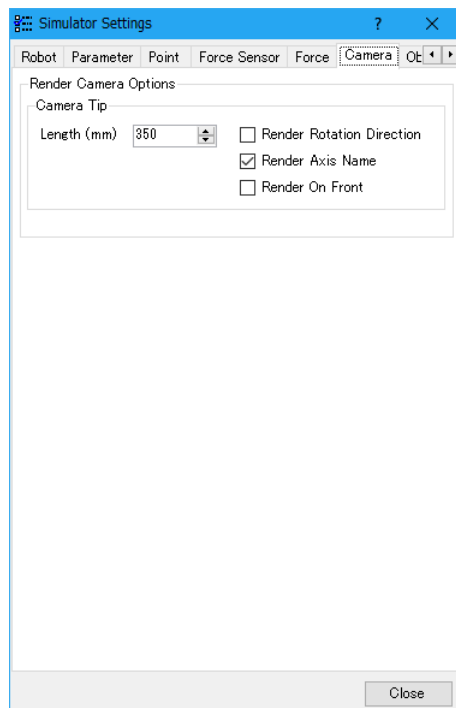 Simulator Settings ?
Robot Parameter Point Force Sensor Force Camera
Render Camera Options
Camera Tip
Length (mm) 350 Render Rotation Direction
Render Axis Name
Render On Front
Close